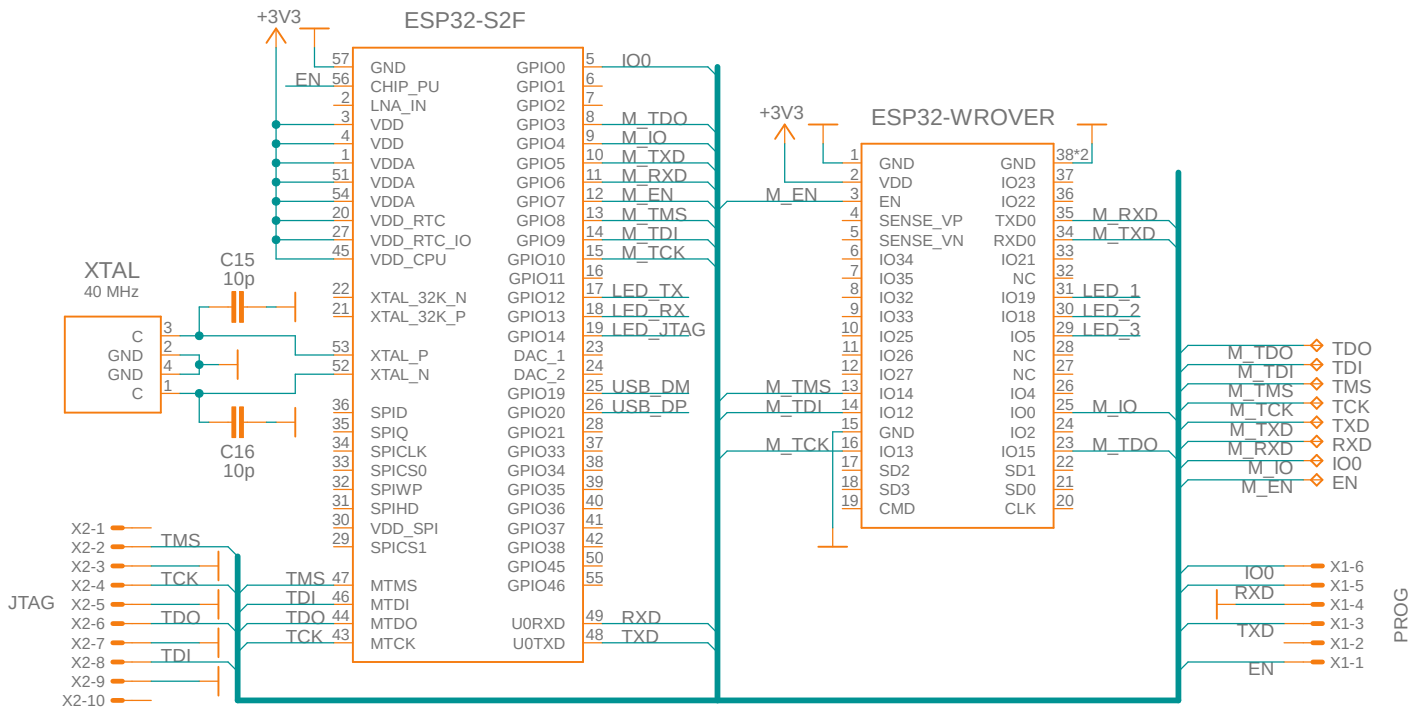 ESP32-S2F
+3V3
57 GND
EN 56 CHIP_PU
2 LNA_IN
3 VDD
4 VDD
1 VDDA
51 VDDA
54 VDDA
20 VDD_RTC
27 VDD_RTC_IO
45 VDD_CPU
22 XTAL_32K_N
21 XTAL_32K_P
53 XTAL_P
52 XTAL_N
36 SPID
35 SPIQ
34 SPICLK
33 SPICS0
32 SPIWP
31 SPIHD
30 VDD_SPI
29 SPICS1
TMS 47 MTMS
TDI 46 MTDI
TDO 44 MTDO
TCK 43 MTCK
GPIO0 5 IO0
GPIO1 6
GPIO2 7
GPIO3 8 M_TDO
GPIO4 9 M_IO
GPIO5 10 M_TXD
GPIO6 11 M_RXD
GPIO7 12 M_EN
GPIO8 13 M_TMS
GPIO9 14 M_TDI
GPIO10 15 M_TCK
GPIO11 16
GPIO12 17 LED_TX
GPIO13 18 LED_RX
GPIO14 19 LED_JTAG
DAC_1 23
DAC_2 24
GPIO19 25 USB_DM
GPIO20 26 USB_DP
GPIO21 28
GPIO33 37
GPIO34 38
GPIO35 39
GPIO36 40
GPIO37 41
GPIO38 42
GPIO45 50
GPIO46 55
U0RXD 49 RXD
U0TXD 48 TXD
XTAL
40 MHz
C 3
GND 2
GND 4
C 1
C15
10p
C16
10p
JTAG
X2-1
X2-2 TMS
X2-3
X2-4 TCK
X2-5
X2-6 TDO
X2-7
X2-8 TDI
X2-9
X2-10
ESP32-WROVER
+3V3
1 GND
2 VDD
M_EN 3 EN
4 SENSE_VP
5 SENSE_VN
6 IO34
7 IO35
8 IO32
9 IO33
10 IO25
11 IO26
12 IO27
M_TMS 13 IO14
M_TDI 14 IO12
15 GND
M_TCK 16 IO13
17 SD2
18 SD3
19 CMD
GND 38*2
IO23 37
IO22 36
TXD0 35 M_RXD
RXD0 34 M_TXD
IO21 33
NC 32
IO19 31 LED_1
IO18 30 LED_2
IO5 29 LED_3
NC 28
NC 27
IO4 26
IO0 25 M_IO
IO2 24
IO15 23 M_TDO
SD1 22
SD0 21
CLK 20
M_TDO TDO
M_TDI TDI
M_TMS TMS
M_TCK TCK
M_TXD TXD
M_RXD RXD
M_IO IO0
M_EN EN
PROG
X1-6
IO0 X1-5
RXD X1-4
X1-3
TXD X1-2
X1-1
EN